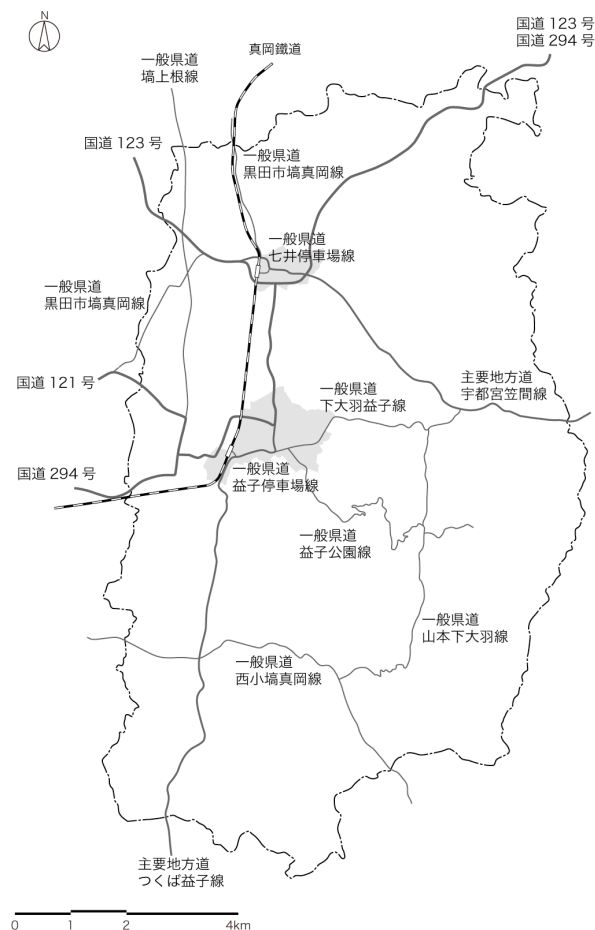 N
国道 123 号
国道 294 号
真岡鐵道
一般県道
塙上根線
国道 123 号
一般県道
黒田市塙真岡線
一般県道
七井停車場線
一般県道
黒田市塙真岡線
国道 121 号
主要地方道
宇都宮笠間線
一般県道
下大羽益子線
国道 294 号
一般県道
益子停車場線
一般県道
益子公園線
一般県道
山本下大羽線
一般県道
西小塙真岡線
主要地方道
つくば益子線
0 1 2 4km